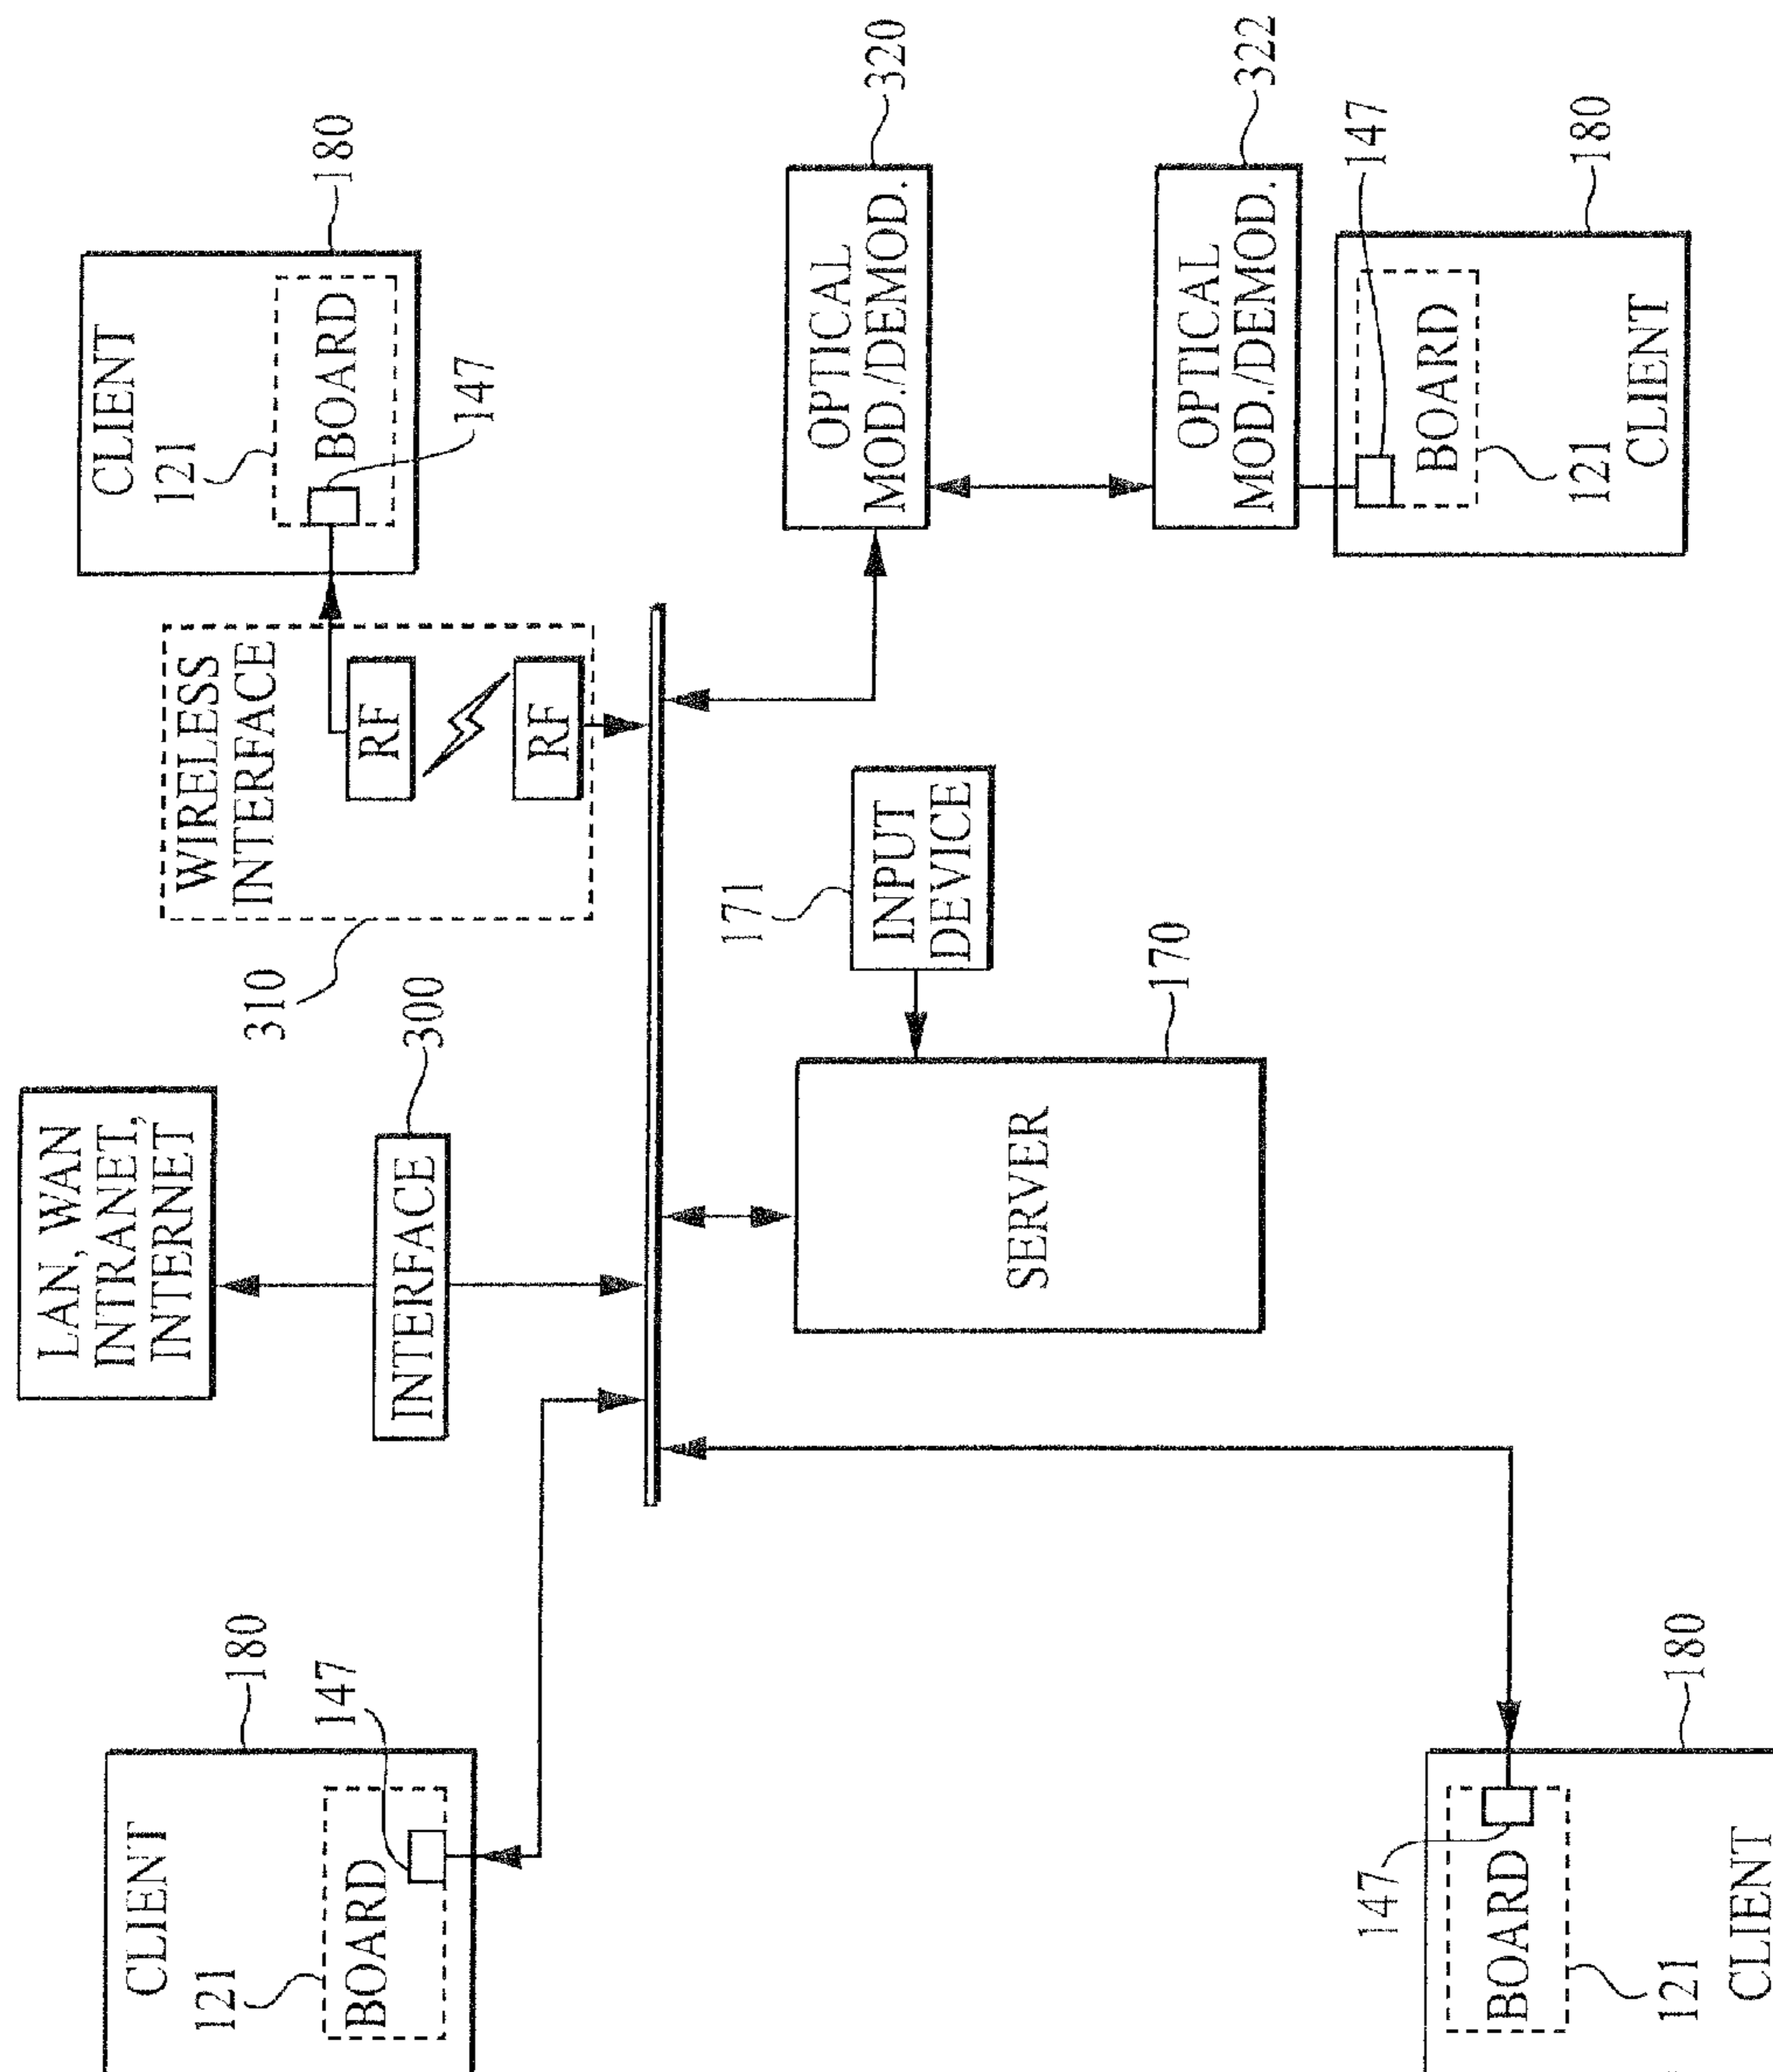 CLIENT
121
BOARD
147
180
LAN, WAN
INTRANET,
INTERNET
INTERFACE
300
WIRELESS
INTERFACE
RF
RF
310
CLIENT
121
BOARD
147
180
SERVER
170
171
INPUT
DEVICE
OPTICAL
MOD./DEMOD.
320
OPTICAL
MOD./DEMOD.
322
147
BOARD
121
CLIENT
180
147
BOARD
121
CLIENT
180